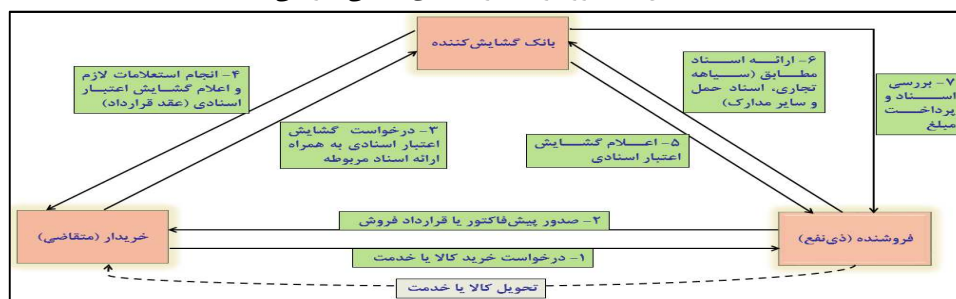 بانک گشایش‌کننده
۴- انجام استعلامات لازم
و اعلام گشایش اعتبار
اسنادی (عقد قرارداد)
۳- درخواست گشایش
اعتبار اسنادی به همراه
ارائه اسناد مربوطه
۶- ارائه اسناد
مطابق (سیاهه
تجاری، اسناد حمل
و سایر مدارک)
۷- بررسی
اسناد و
پرداخت
مبلغ
۵- اعلام گشایش
اعتبار اسنادی
۲- صدور پیش‌فاکتور یا قرارداد فروش
خریدار (متقاضی)
فروشنده (ذی‌نفع)
۱- درخواست خرید کالا یا خدمت
تحویل کالا یا خدمت